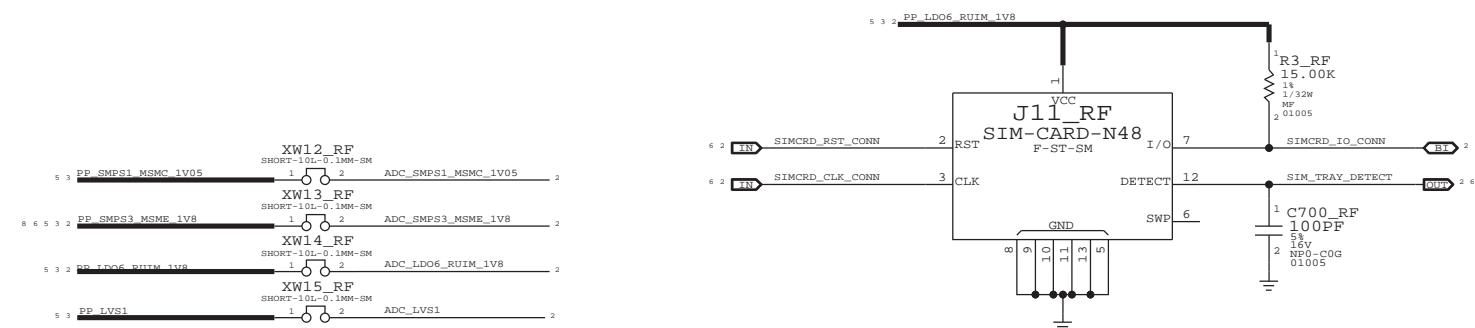 5 3 2 PP_LDO6_RUIM_1V8
1
R3_RF
15.00K
1%
1/32W
MF
01005
2
1
VCC
J11_RF
SIM-CARD-N48
F-ST-SM
6 2 IN SIMCRD_RST_CONN 2 RST
I/O 7 SIMCRD_IO_CONN BI 2
6 2 IN SIMCRD_CLK_CONN 3 CLK
DETECT 12 SIM_TRAY_DETECT OUT 2 6
SWP 6
GND
8 9 10 11 13 5
1
C700_RF
100PF
5%
16V
NP0-C0G
01005
2
XW12_RF
SHORT-10L-0.1MM-SM
5 3 PP_SMPS1_MSMC_1V05 1 2 ADC_SMPS1_MSMC_1V05 2
XW13_RF
SHORT-10L-0.1MM-SM
8 6 5 3 2 PP_SMPS3_MSME_1V8 1 2 ADC_SMPS3_MSME_1V8 2
XW14_RF
SHORT-10L-0.1MM-SM
5 3 2 PP_LDO6_RUIM_1V8 1 2 ADC_LDO6_RUIM_1V8 2
XW15_RF
SHORT-10L-0.1MM-SM
5 3 PP_LVS1 1 2 ADC_LVS1 2